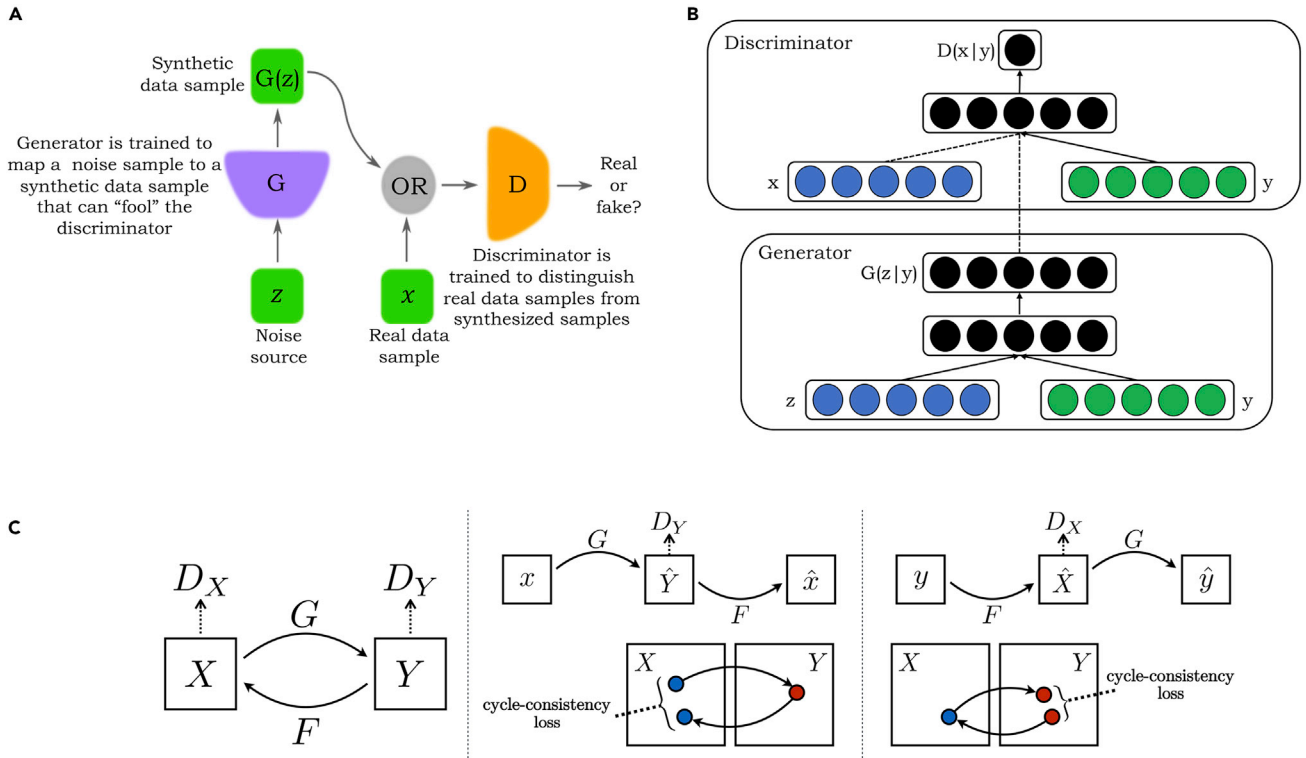 A
Synthetic
data sample
G(z)
Generator is trained to
map a noise sample to a
synthetic data sample
that can “fool” the
discriminator
G
OR
D
Real
or
fake?
Discriminator is
trained to distinguish
real data samples from
synthesized samples
z
x
Noise
source
Real data
sample
B
Discriminator
D(x|y)
x
y
Generator
G(z|y)
z
y
C
D_X
D_Y
G
X
Y
F
D_Y
x
G
Ŷ
x̂
F
X
Y
cycle-consistency
loss
D_X
y
G
X̂
ŷ
F
X
Y
cycle-consistency
loss